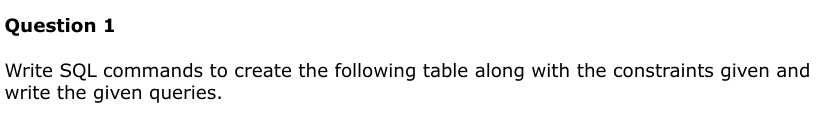 Question 1
Write SQL commands to create the following table along with the constraints given and
write the given queries.